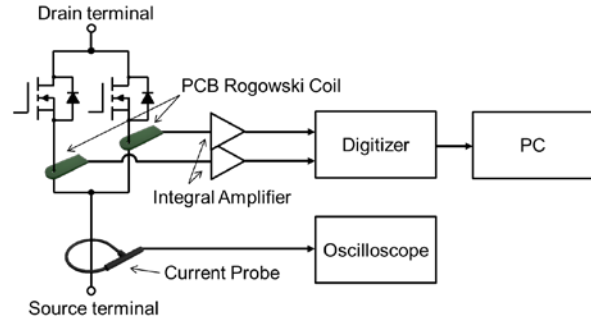 Drain terminal
PCB Rogowski Coil
Digitizer
PC
Integral Amplifier
Oscilloscope
Current Probe
Source terminal